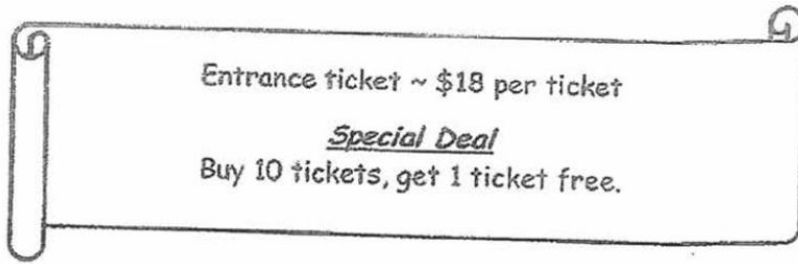 Entrance ticket ~ $18 per ticket
Special Deal
Buy 10 tickets, get 1 ticket free.